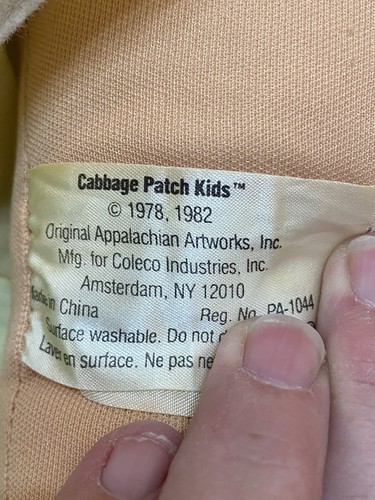 Cabbage Patch Kids™
© 1978, 1982
Original Appalachian Artworks, Inc.
Mfg. for Coleco Industries, Inc.
Amsterdam, NY 12010
Made in China Reg. No. PA-1044
Surface washable. Do not
Laver en surface. Ne pas